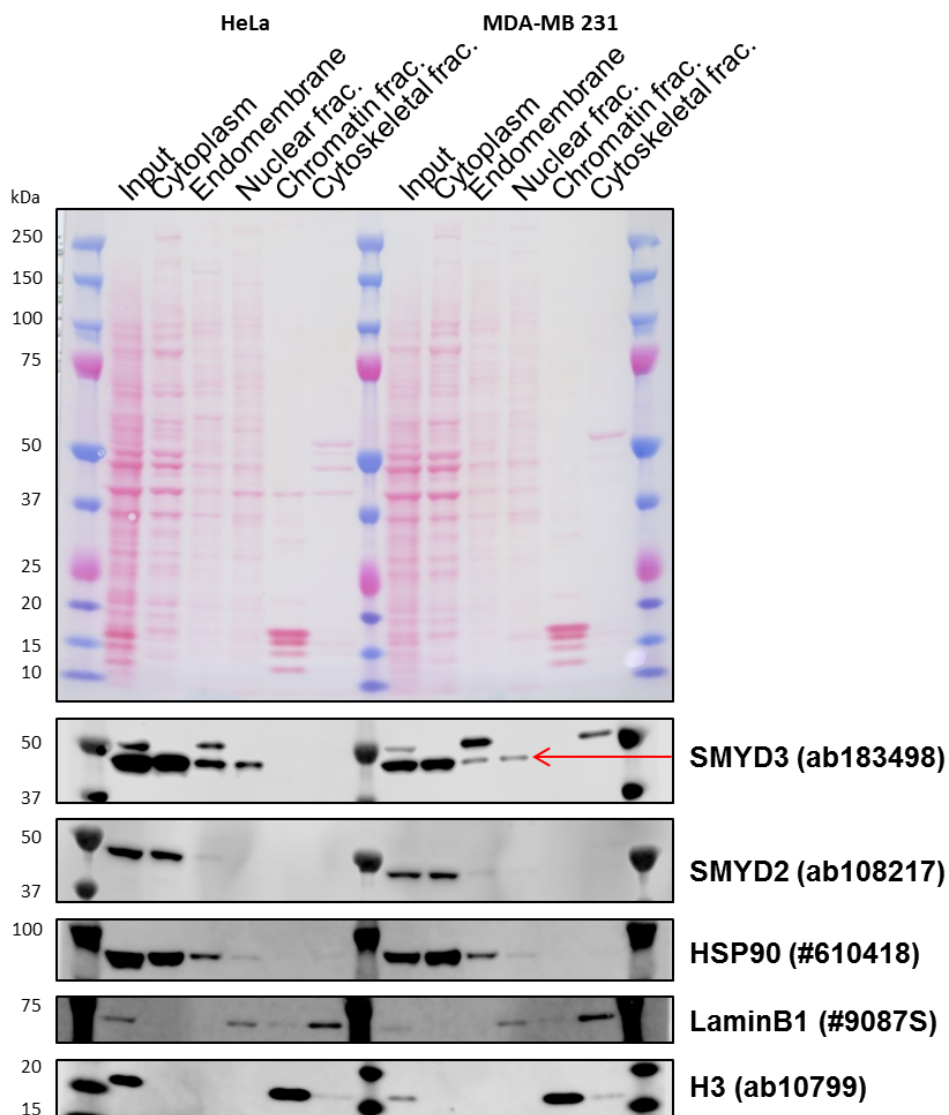 HeLa MDA-MB 231
Input Cytoplasm Endomembrane Nuclear frac. Chromatin frac. Cytoskeletal frac. Input Cytoplasm Endomembrane Nuclear frac. Chromatin frac. Cytoskeletal frac.
kDa
250
150
100
75
50
37
25
20
15
10
50
SMYD3 (ab183498)
37
50
SMYD2 (ab108217)
37
100
HSP90 (#610418)
75
LaminB1 (#9087S)
20
H3 (ab10799)
15